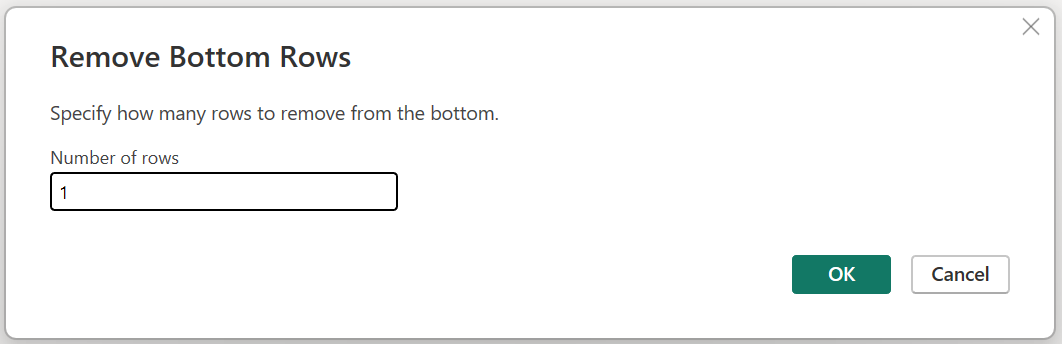 Remove Bottom Rows
Specify how many rows to remove from the bottom.
Number of rows
1
OK Cancel